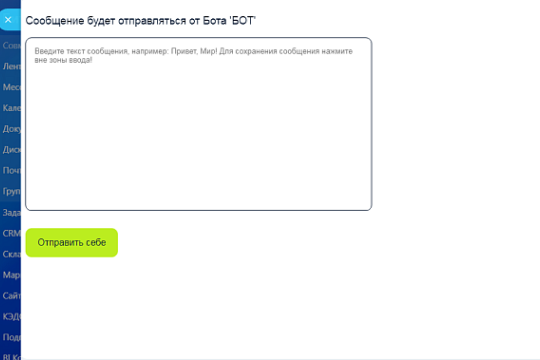 Сообщение будет отправляться от Бота 'БОТ'
Введите текст сообщения, например: Привет, Мир! Для сохранения сообщения нажмите
вне зоны ввода!
Отправить себе
Совм
Лент
Месс
Кале
Доку
Диск
Почт
Груп
Зада
CRM
Скла
Марк
Сайт
КЭДО
Подп
BI Ко